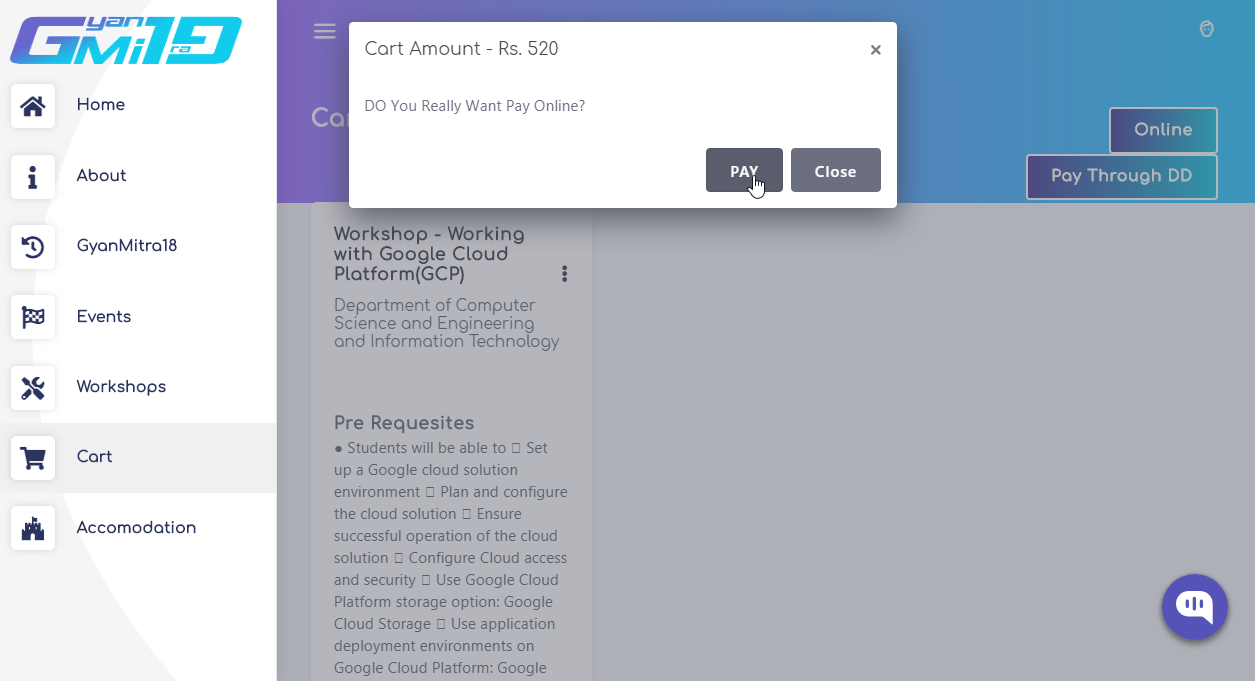 Gyan Mitra 19
Home
About
GyanMitra18
Events
Workshops
Cart
Accomodation
Cart Amount - Rs. 520
×
DO You Really Want Pay Online?
PAY
Close
Online
Pay Through DD
Workshop - Working
with Google Cloud
Platform(GCP)
Department of Computer
Science and Engineering
and Information Technology
Pre Requesites
● Students will be able to  Set
up a Google cloud solution
environment  Plan and configure
the cloud solution  Ensure
successful operation of the cloud
solution  Configure Cloud access
and security  Use Google Cloud
Platform storage option: Google
Cloud Storage  Use application
deployment environments on
Google Cloud Platform: Google